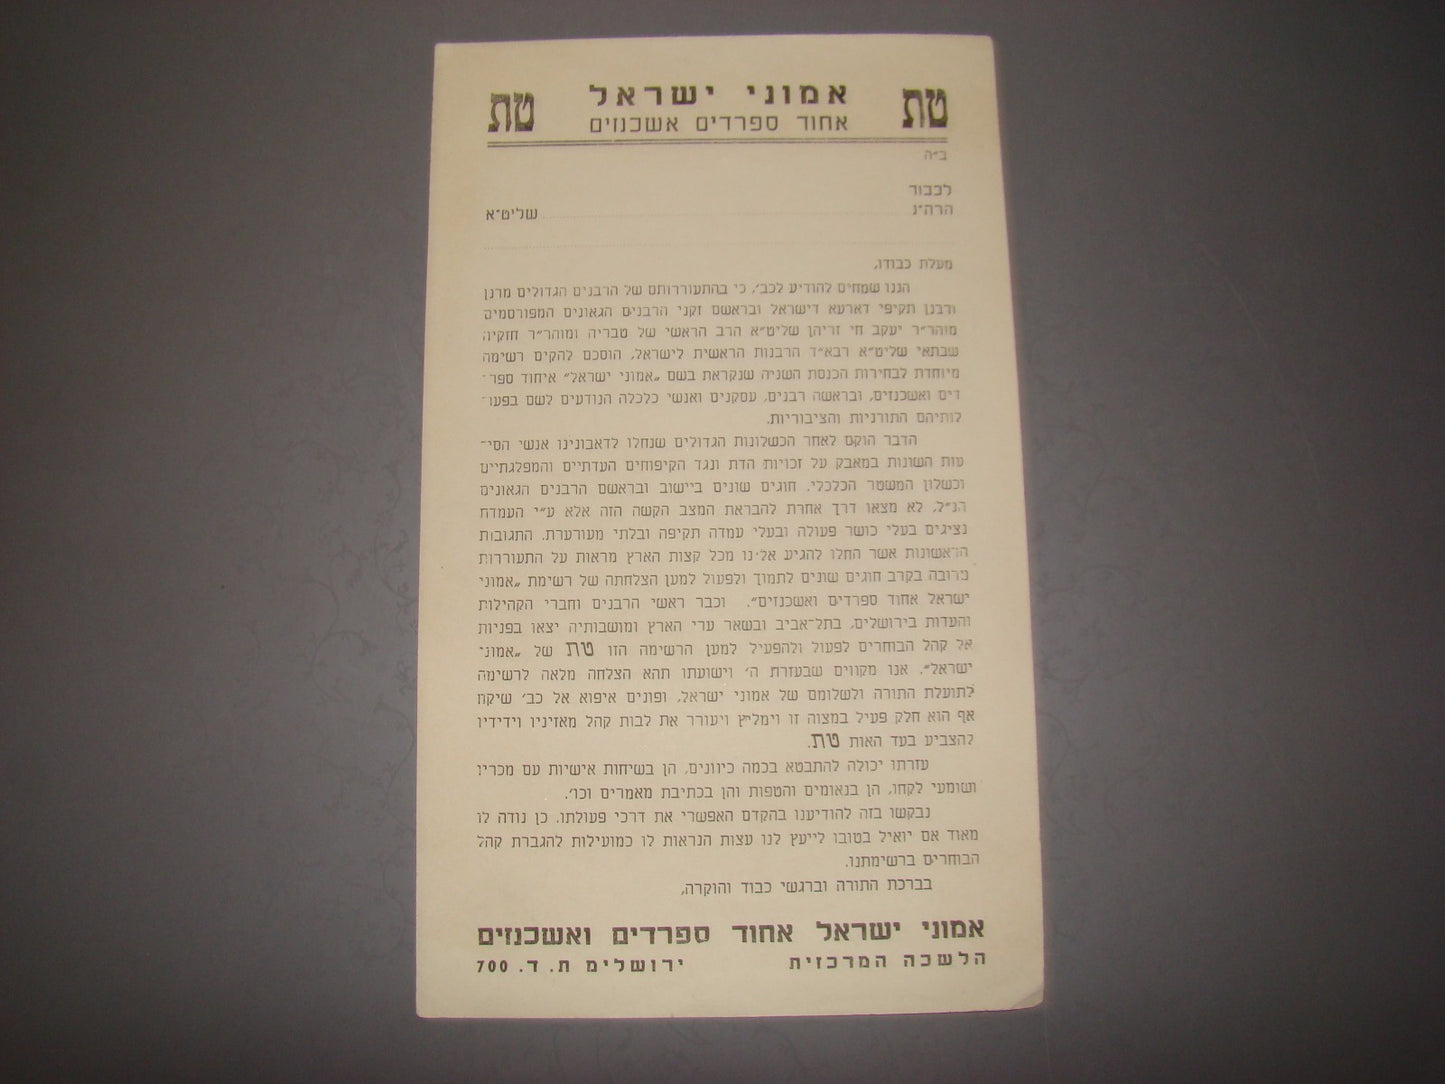 טת אמוני ישראל טת
אחוד ספרדים אשכנזים
ב״ה
לכבוד
הרה״ג שליט״א
מעלת כבודו,
הננו שמחים להודיע לכב׳, כי בהתעוררותם של הרבנים הגדולים מרנן
ורבנן תקיפי דארעא דישראל ובראשם זקני הרבנים הגאונים המפורסמים
מוהר״ר יעקב חי זריהן שליט״א הרב הראשי של טבריה ומוהר״ר חזקיה
שבתאי שליט״א רבא״ד הרבנות הראשית לישראל, הוסכם להקים רשימה
מיוחדת לבחירות הכנסת השניה שנקראת בשם „אמוני ישראל״ איחוד ספר־
דים ואשכנזים, ובראשה רבנים, עסקנים ואנשי כלכלה הנודעים לשם בפעו־
לותיהם התורניות והציבוריות.
הדבר הוקם לאחר הכשלונות הגדולים שנחלו לדאבונינו אנשי הסי־
עות השונות במאבק על זכויות הדת ונגד הקיפוחים העדתיים והמפלגתיים
וכשלון המשטר הכלכלי. חוגים שונים ביישוב ובראשם הרבנים הגאונים
הנ״ל, לא מצאו דרך אחרת להבראת המצב הקשה הזה אלא ע״י העמדת
נציגים בעלי כושר פעולה ובעלי עמדה תקיפה ובלתי מעורערת. התגובות
הראשונות אשר החלו להגיע אלינו מכל קצות הארץ מראות על התעוררות
מרובה בקרב חוגים שונים לתמוך ולפעול למען הצלחתה של רשימת „אמוני
ישראל אחוד ספרדים ואשכנזים״. וכבר ראשי הרבנים וחברי הקהילות
והעדות בירושלים, בתל־אביב ובשאר ערי הארץ ומושבותיה יצאו בפניות
אל קהל הבוחרים לפעול ולהפעיל למען הרשימה הזו טת של „אמוני
ישראל״. אנו מקווים שבעזרת ה׳ וישועתו תהא הצלחה מלאה לרשימה
לתועלת התורה ולשלומם של אמוני ישראל, ופונים איפוא אל כב׳ שיקח
אף הוא חלק פעיל במצוה זו וימליץ ויעורר את לבות קהל מאזיניו וידידיו
להצביע בעד האות טת.
עזרתו יכולה להתבטא בכמה כיוונים, הן בשיחות אישיות עם מכריו
ושומעי לקחו, הן בנאומים והטפות והן בכתיבת מאמרים וכו׳.
נבקשו בזה להודיענו בהקדם האפשרי את דרכי פעולתו. כן נודה לו
מאוד אם יואיל בטובו לייעץ לנו עצות הנראות לו כמועילות להגברת קהל
הבוחרים ברשימתנו.
בברכת התורה וברגשי כבוד והוקרה,
אמוני ישראל אחוד ספרדים ואשכנזים
הלשכה המרכזית ירושלים ת. ד. 700